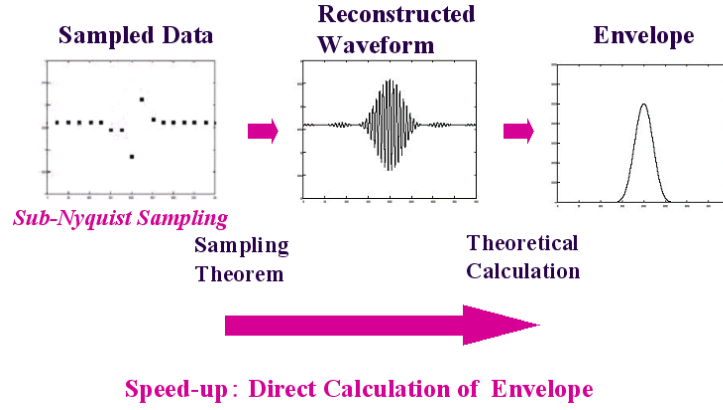 Sampled Data
Reconstructed
Waveform
Envelope
Sub-Nyquist Sampling
Sampling
Theorem
Theoretical
Calculation
Speed-up: Direct Calculation of Envelope